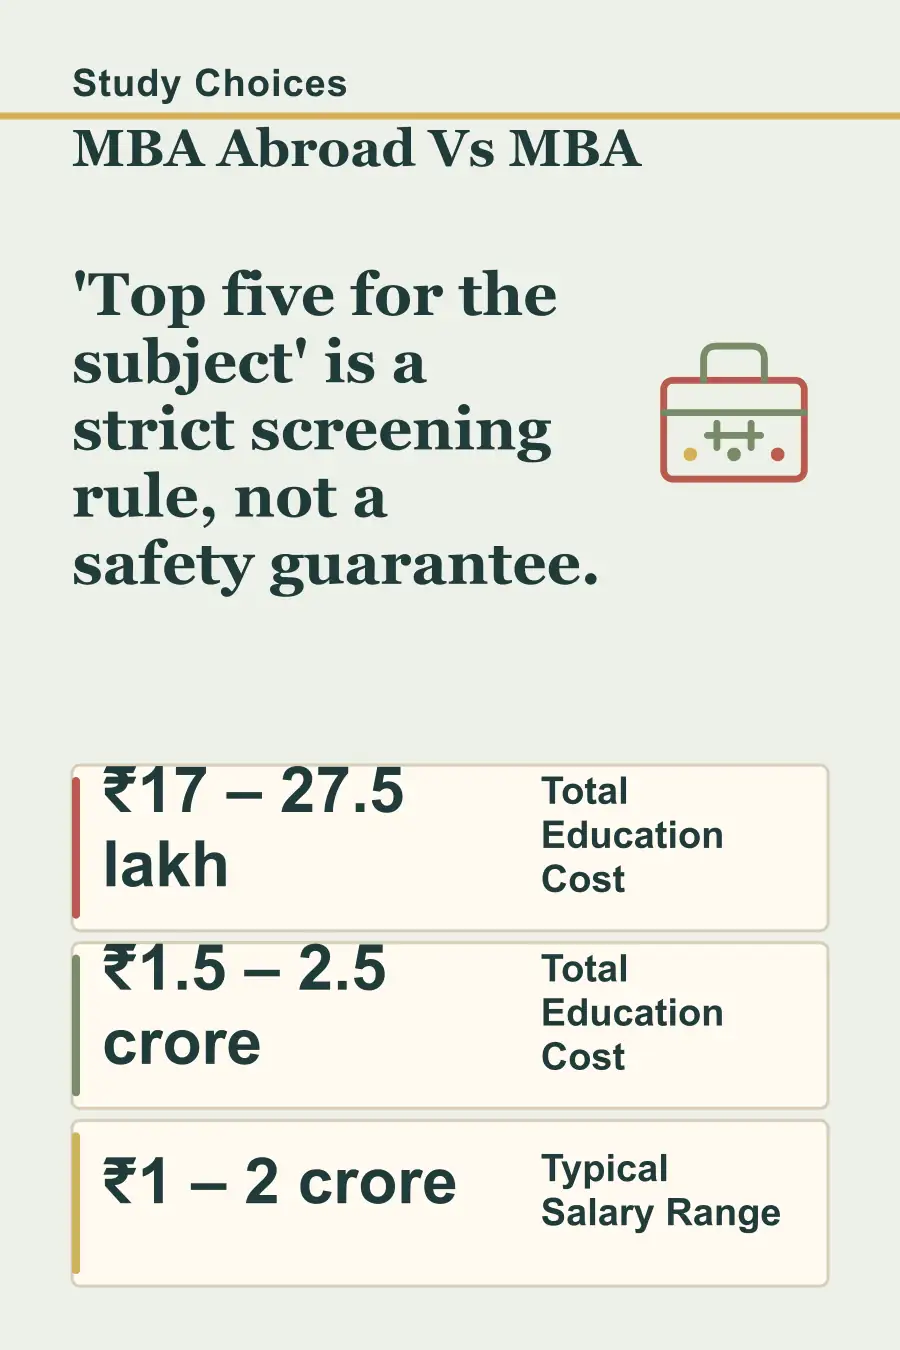 Study Choices
MBA Abroad Vs MBA
'Top five for the
subject' is a
strict screening
rule, not a
safety guarantee.
₹17 – 27.5
lakh
Total
Education
Cost
₹1.5 – 2.5
crore
Total
Education
Cost
₹1 – 2 crore
Typical
Salary Range